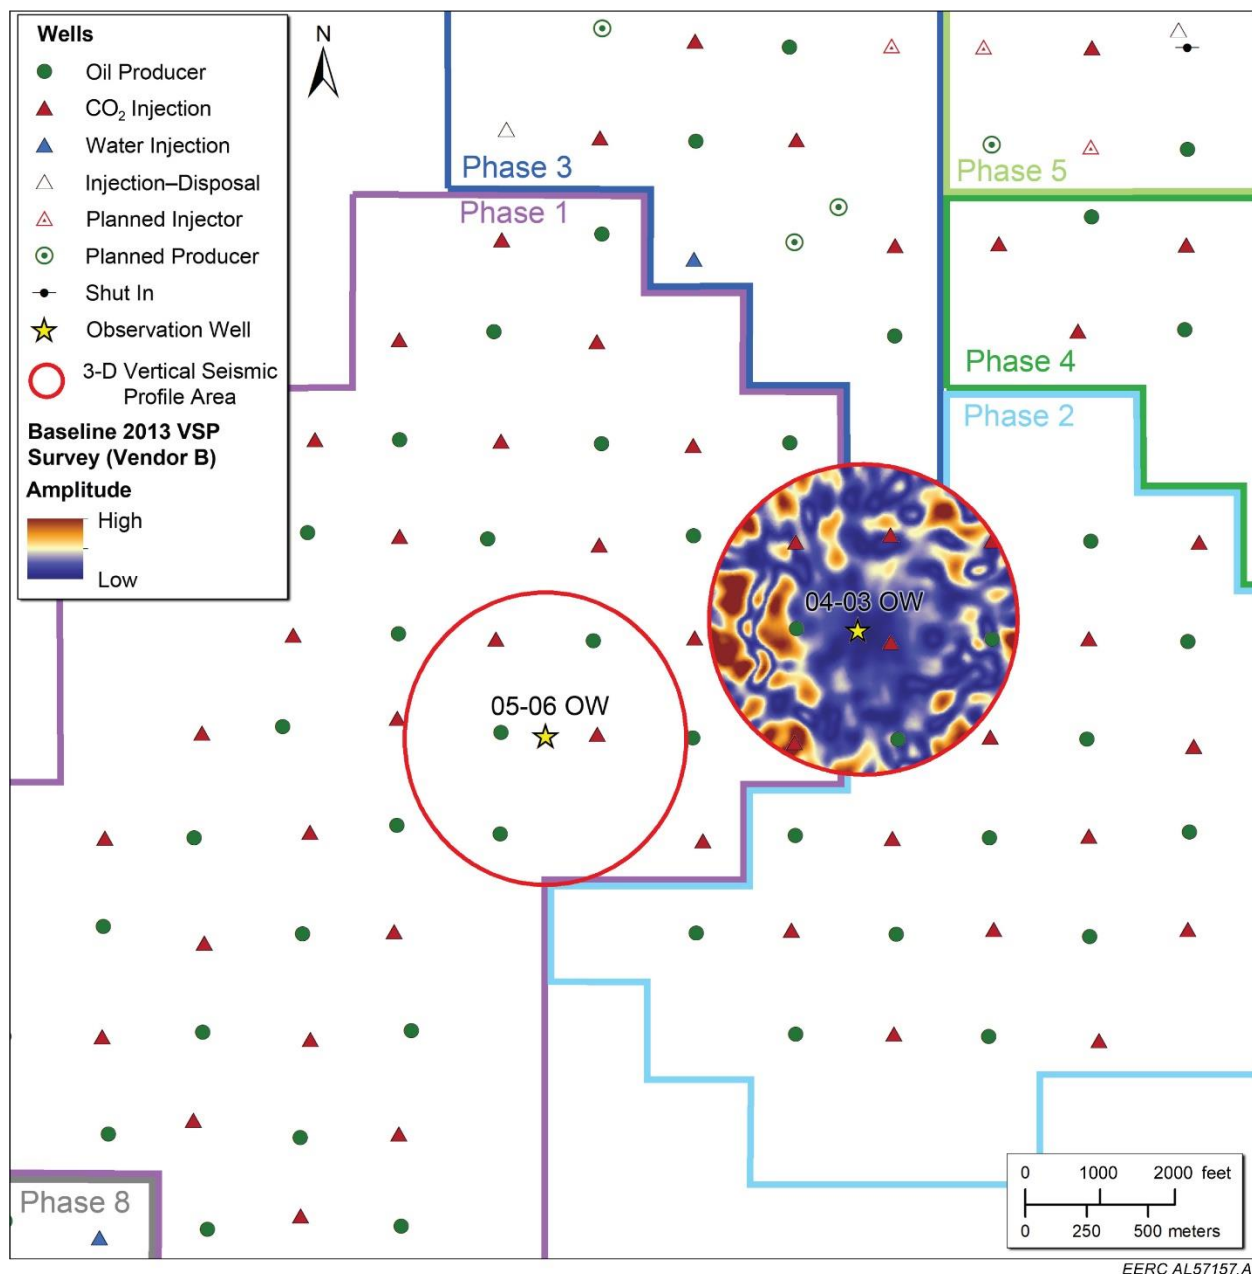 Wells
Oil Producer
CO₂ Injection
Water Injection
Injection–Disposal
Planned Injector
Planned Producer
Shut In
Observation Well
3-D Vertical Seismic
Profile Area
Baseline 2013 VSP
Survey (Vendor B)
Amplitude
High
Low
N
Phase 3
Phase 1
Phase 5
Phase 4
Phase 2
04-03 OW
05-06 OW
Phase 8
0 1000 2000 feet
0 250 500 meters
EERC AL57157.A